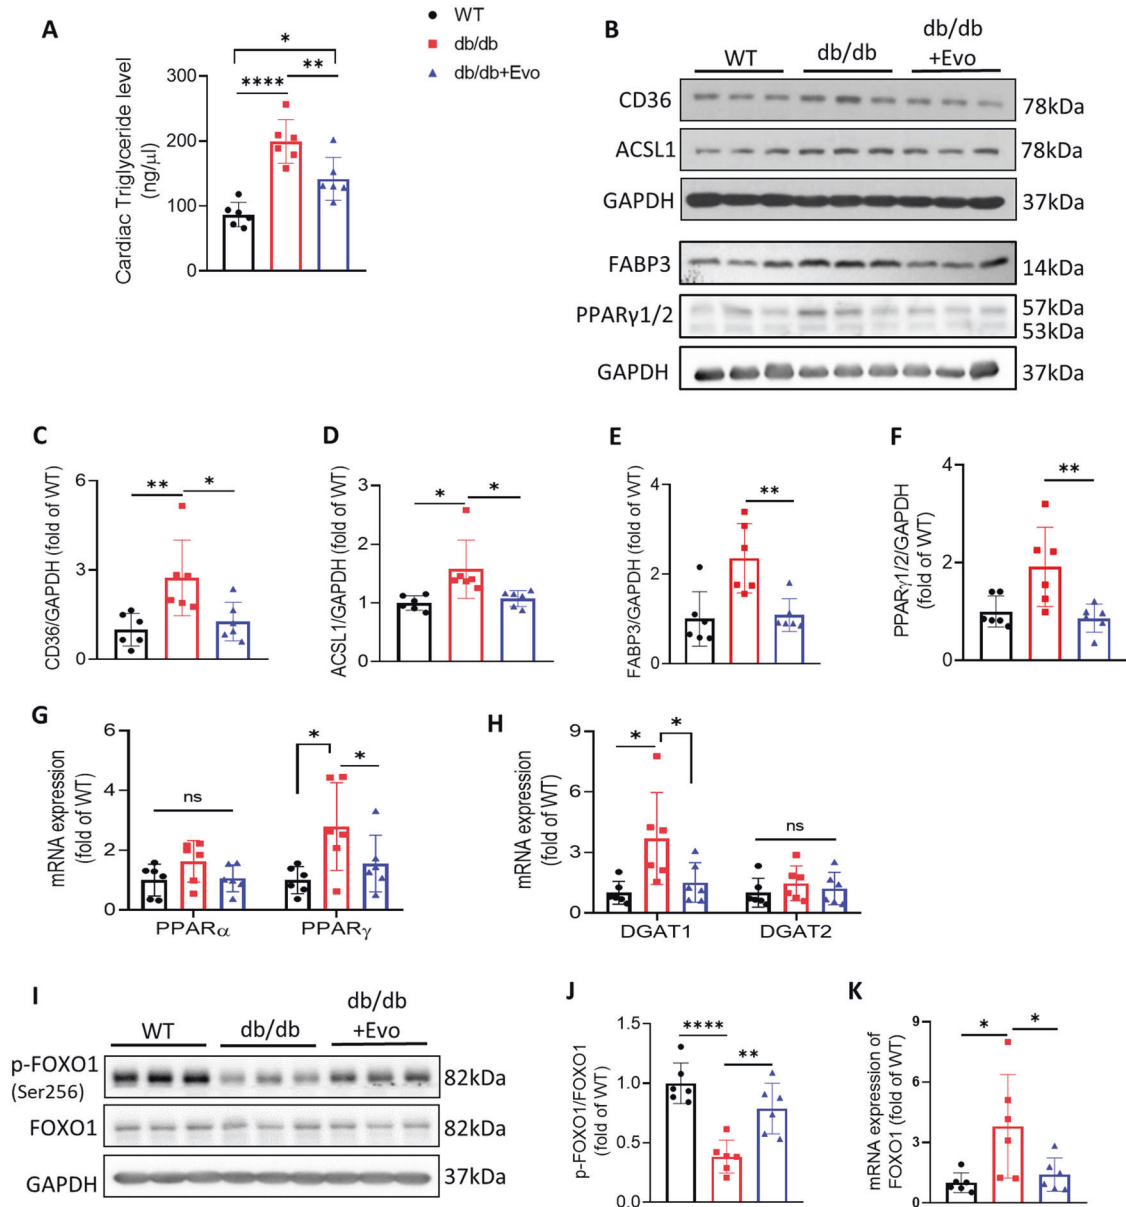 WT
db/db
db/db+Evo
A
Cardiac Triglyceride level
(ng/μl)
300
200
100
0
*
****
**
B
WT
db/db
db/db
+Evo
CD36
78kDa
ACSL1
78kDa
GAPDH
37kDa
FABP3
14kDa
PPARγ1/2
57kDa
53kDa
GAPDH
37kDa
C
CD36/GAPDH (fold of WT)
6
3
0
**
*
D
ACSL1/GAPDH (fold of WT)
3
2
1
0
*
*
E
FABP3/GAPDH (fold of WT)
4
2
0
**
F
PPARγ1/2/GAPDH
(fold of WT)
4
2
0
**
G
mRNA expression
(fold of WT)
6
4
2
0
ns
*
*
PPARα
PPARγ
H
mRNA expression
(fold of WT)
9
6
3
0
*
*
ns
DGAT1
DGAT2
I
WT
db/db
db/db
+Evo
p-FOXO1
(Ser256)
82kDa
FOXO1
82kDa
GAPDH
37kDa
J
p-FOXO1/FOXO1
(fold of WT)
1.5
1.0
0.5
0.0
****
**
K
mRNA expression of
FOXO1 (fold of WT)
9
6
3
0
*
*